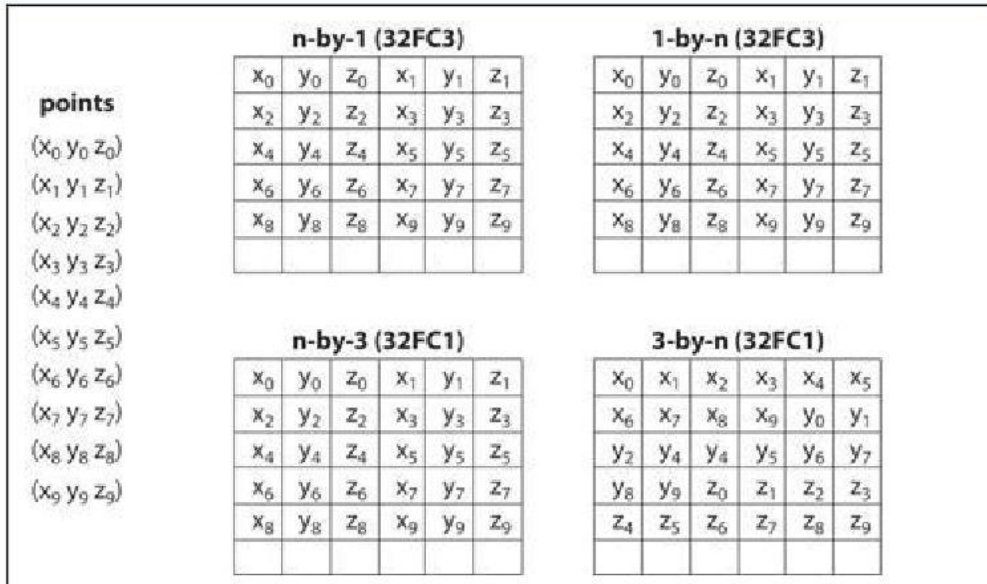 points
(x₀ y₀ z₀)
(x₁ y₁ z₁)
(x₂ y₂ z₂)
(x₃ y₃ z₃)
(x₄ y₄ z₄)
(x₅ y₅ z₅)
(x₆ y₆ z₆)
(x₇ y₇ z₇)
(x₈ y₈ z₈)
(x₉ y₉ z₉)
n-by-1 (32FC3)
x₀ y₀ z₀ x₁ y₁ z₁
x₂ y₂ z₂ x₃ y₃ z₃
x₄ y₄ z₄ x₅ y₅ z₅
x₆ y₆ z₆ x₇ y₇ z₇
x₈ y₈ z₈ x₉ y₉ z₉
1-by-n (32FC3)
x₀ y₀ z₀ x₁ y₁ z₁
x₂ y₂ z₂ x₃ y₃ z₃
x₄ y₄ z₄ x₅ y₅ z₅
x₆ y₆ z₆ x₇ y₇ z₇
x₈ y₈ z₈ x₉ y₉ z₉
n-by-3 (32FC1)
x₀ y₀ z₀ x₁ y₁ z₁
x₂ y₂ z₂ x₃ y₃ z₃
x₄ y₄ z₄ x₅ y₅ z₅
x₆ y₆ z₆ x₇ y₇ z₇
x₈ y₈ z₈ x₉ y₉ z₉
3-by-n (32FC1)
x₀ x₁ x₂ x₃ x₄ x₅
x₆ x₇ x₈ x₉ y₀ y₁
y₂ y₄ y₄ y₅ y₆ y₇
y₈ y₉ z₀ z₁ z₂ z₃
z₄ z₅ z₆ z₇ z₈ z₉